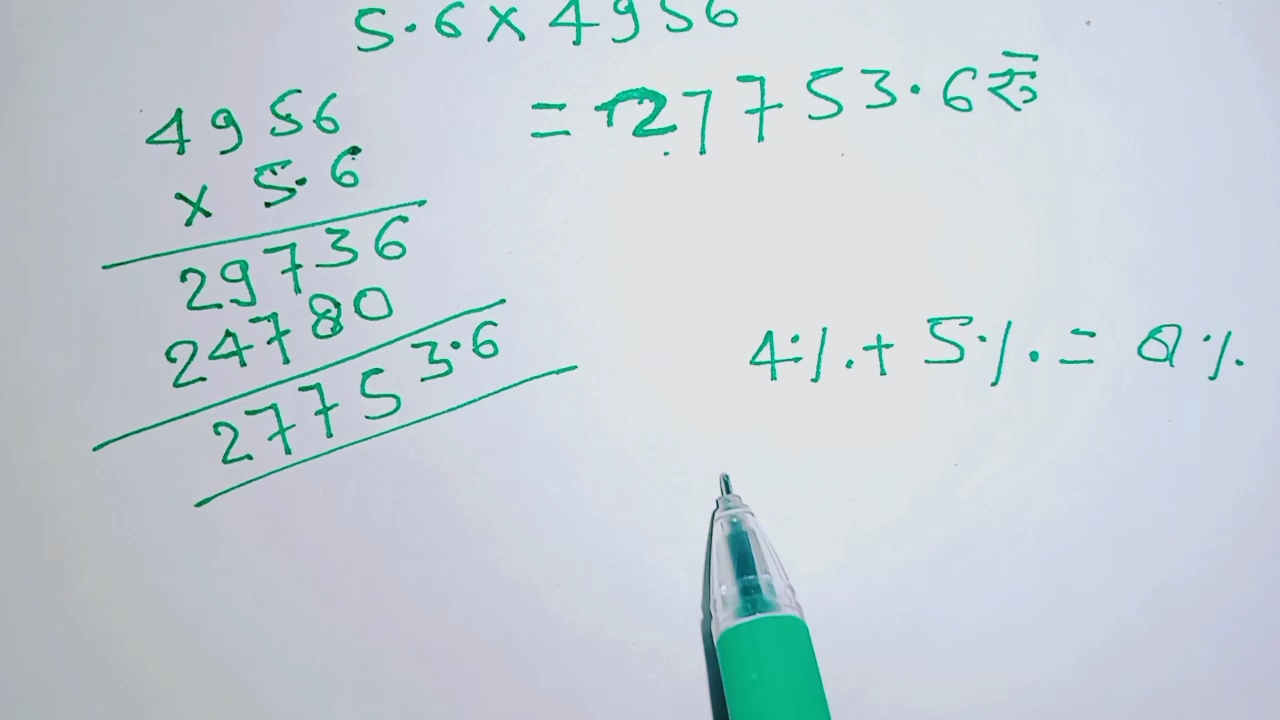 5.6 x 4956
= 27753.6 रु
4956
x 5.6
29736
24780
27753.6
4% + 5% = 9%